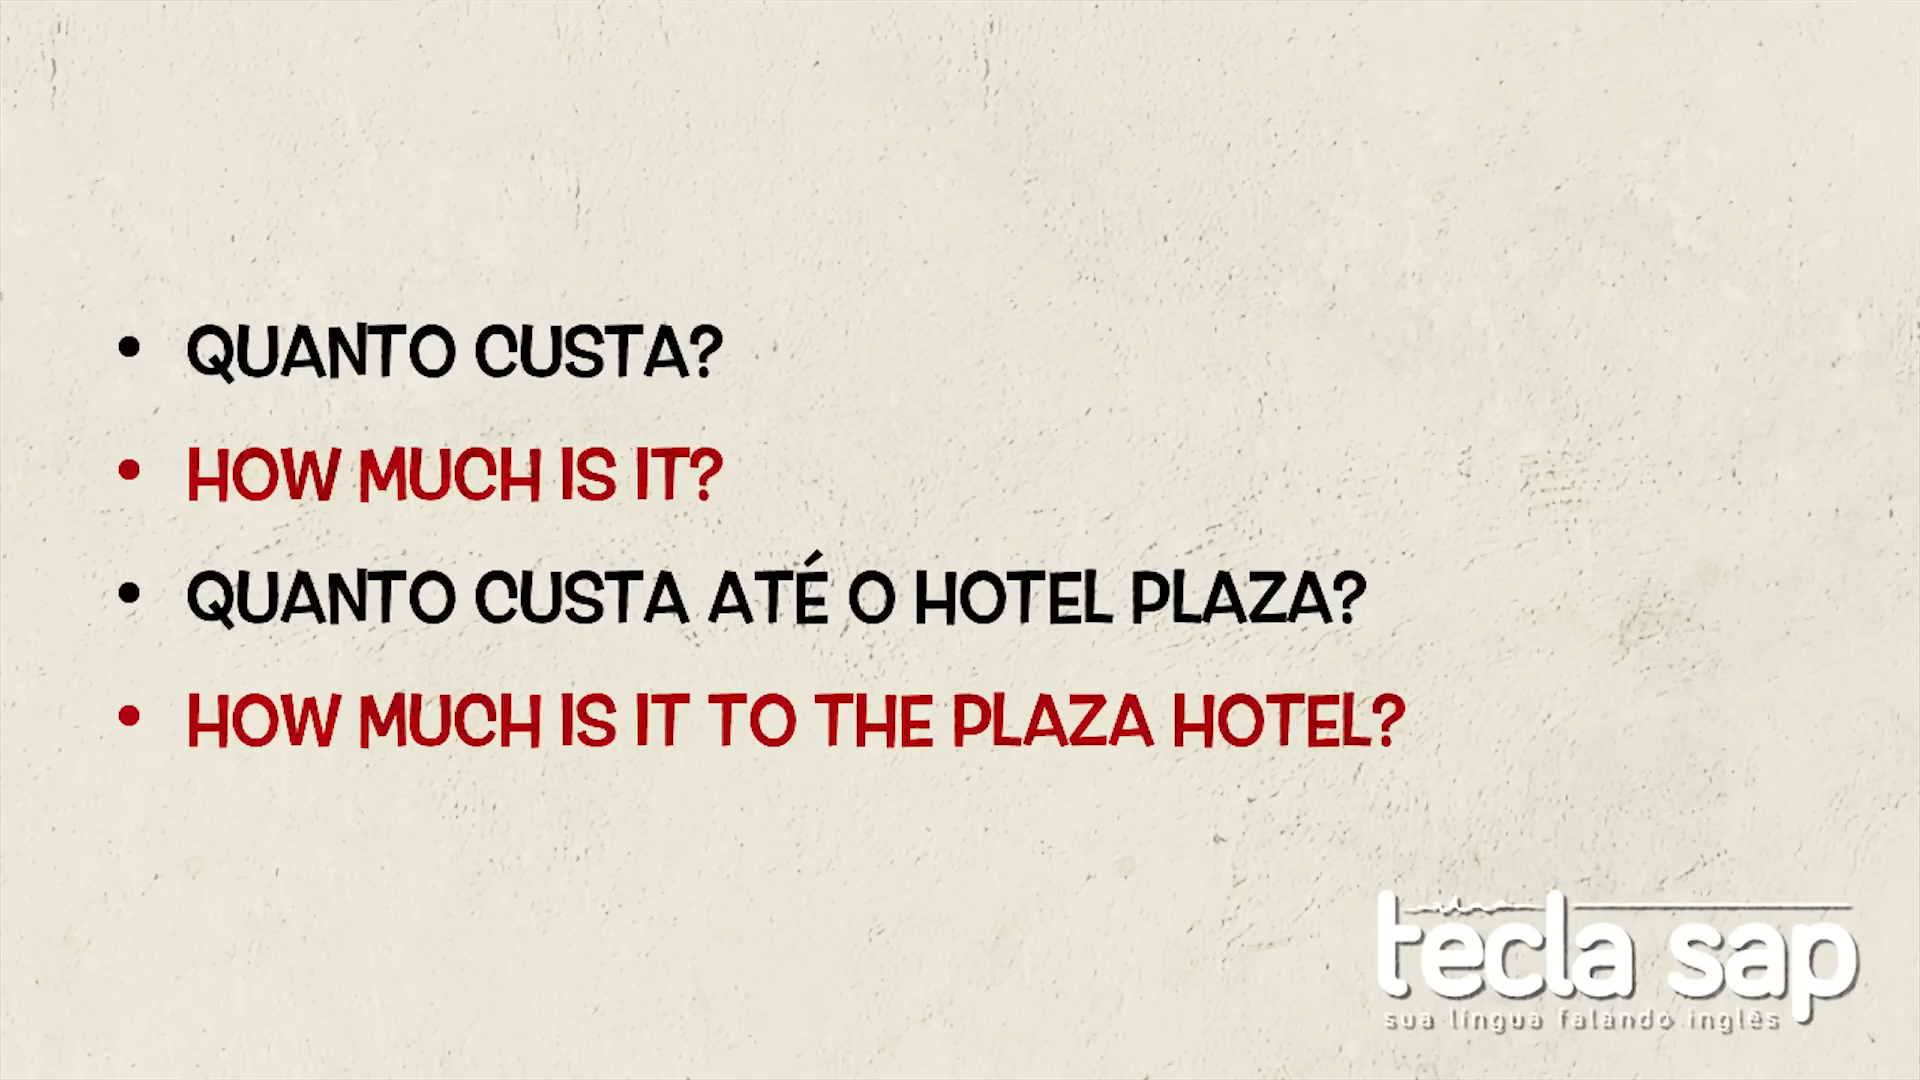 • QUANTO CUSTA?
• HOW MUCH IS IT?
• QUANTO CUSTA ATÉ O HOTEL PLAZA?
• HOW MUCH IS IT TO THE PLAZA HOTEL?
tecla sap
sua língua falando inglês